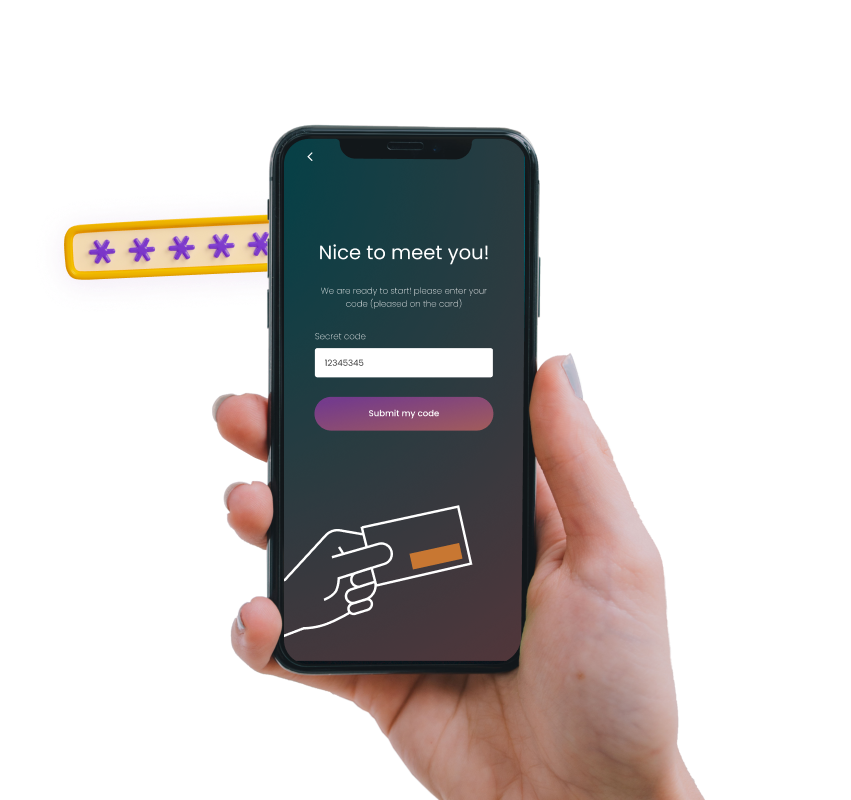 Nice to meet you!
We are ready to start! please enter your
code (pleased on the card)
Secret code
12345345
Submit my code